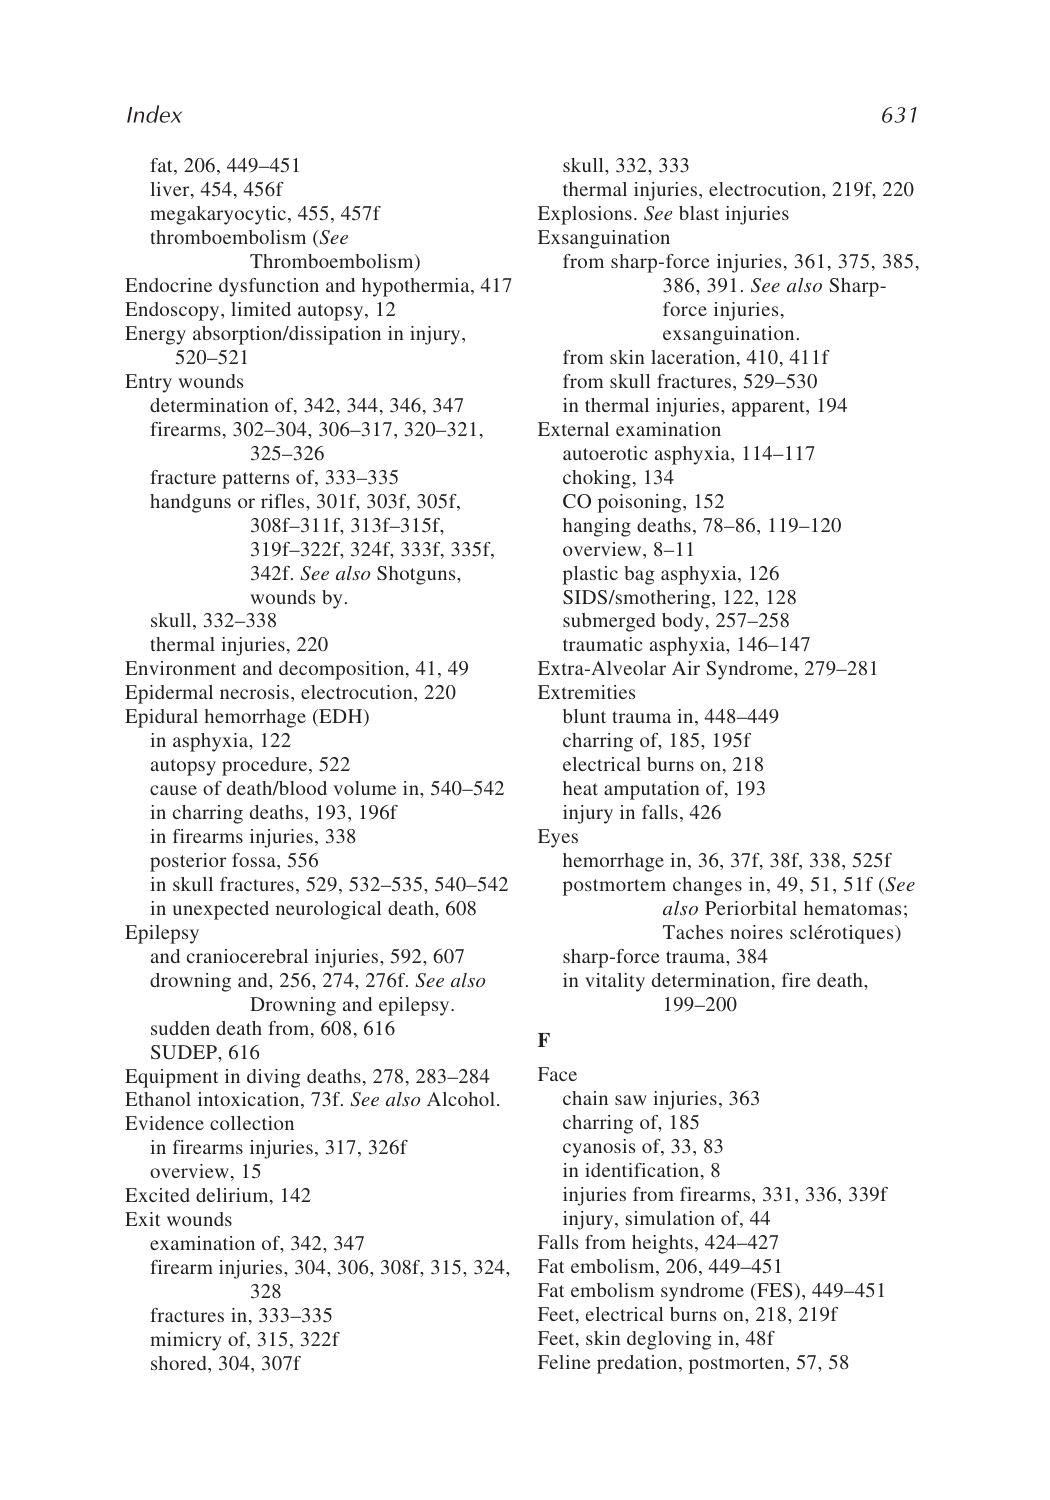 Index
631
fat, 206, 449–451
liver, 454, 456f
megakaryocytic, 455, 457f
thromboembolism (See
Thromboembolism)
Endocrine dysfunction and hypothermia, 417
Endoscopy, limited autopsy, 12
Energy absorption/dissipation in injury,
520–521
Entry wounds
determination of, 342, 344, 346, 347
firearms, 302–304, 306–317, 320–321,
325–326
fracture patterns of, 333–335
handguns or rifles, 301f, 303f, 305f,
308f–311f, 313f–315f,
319f–322f, 324f, 333f, 335f,
342f. See also Shotguns,
wounds by.
skull, 332–338
thermal injuries, 220
Environment and decomposition, 41, 49
Epidermal necrosis, electrocution, 220
Epidural hemorrhage (EDH)
in asphyxia, 122
autopsy procedure, 522
cause of death/blood volume in, 540–542
in charring deaths, 193, 196f
in firearms injuries, 338
posterior fossa, 556
in skull fractures, 529, 532–535, 540–542
in unexpected neurological death, 608
Epilepsy
and craniocerebral injuries, 592, 607
drowning and, 256, 274, 276f. See also
Drowning and epilepsy.
sudden death from, 608, 616
SUDEP, 616
Equipment in diving deaths, 278, 283–284
Ethanol intoxication, 73f. See also Alcohol.
Evidence collection
in firearms injuries, 317, 326f
overview, 15
Excited delirium, 142
Exit wounds
examination of, 342, 347
firearm injuries, 304, 306, 308f, 315, 324,
328
fractures in, 333–335
mimicry of, 315, 322f
shored, 304, 307f
skull, 332, 333
thermal injuries, electrocution, 219f, 220
Explosions. See blast injuries
Exsanguination
from sharp-force injuries, 361, 375, 385,
386, 391. See also Sharp-
force injuries,
exsanguination.
from skin laceration, 410, 411f
from skull fractures, 529–530
in thermal injuries, apparent, 194
External examination
autoerotic asphyxia, 114–117
choking, 134
CO poisoning, 152
hanging deaths, 78–86, 119–120
overview, 8–11
plastic bag asphyxia, 126
SIDS/smothering, 122, 128
submerged body, 257–258
traumatic asphyxia, 146–147
Extra-Alveolar Air Syndrome, 279–281
Extremities
blunt trauma in, 448–449
charring of, 185, 195f
electrical burns on, 218
heat amputation of, 193
injury in falls, 426
Eyes
hemorrhage in, 36, 37f, 38f, 338, 525f
postmortem changes in, 49, 51, 51f (See
also Periorbital hematomas;
Taches noires sclérotiques)
sharp-force trauma, 384
in vitality determination, fire death,
199–200
F
Face
chain saw injuries, 363
charring of, 185
cyanosis of, 33, 83
in identification, 8
injuries from firearms, 331, 336, 339f
injury, simulation of, 44
Falls from heights, 424–427
Fat embolism, 206, 449–451
Fat embolism syndrome (FES), 449–451
Feet, electrical burns on, 218, 219f
Feet, skin degloving in, 48f
Feline predation, postmorten, 57, 58